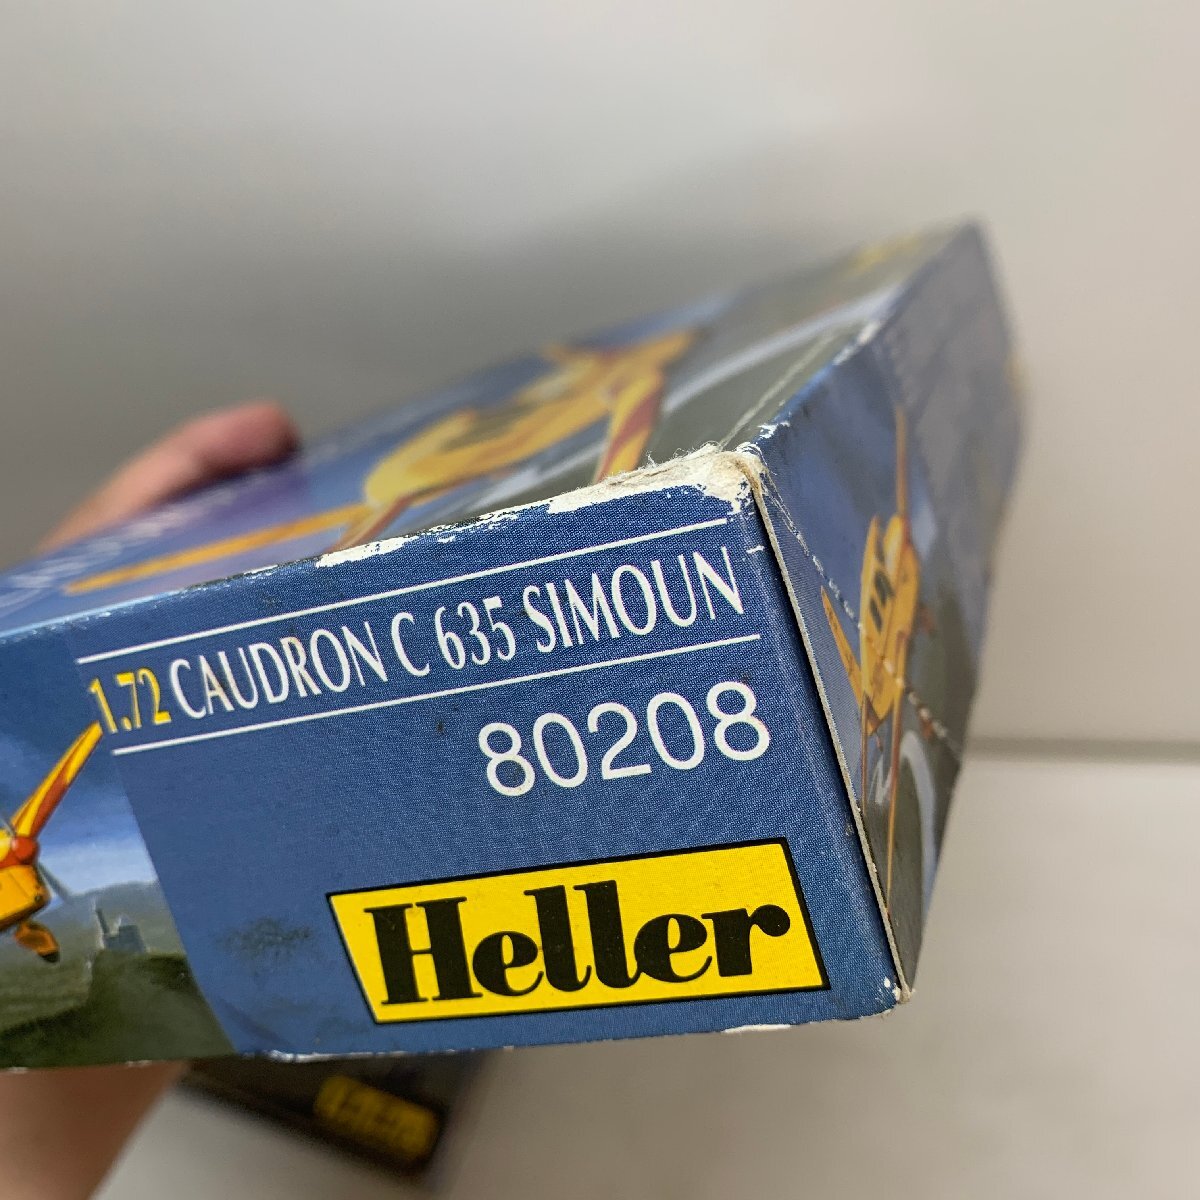 1.72 CAUDRON C 635 SIMOUN
80208
Heller